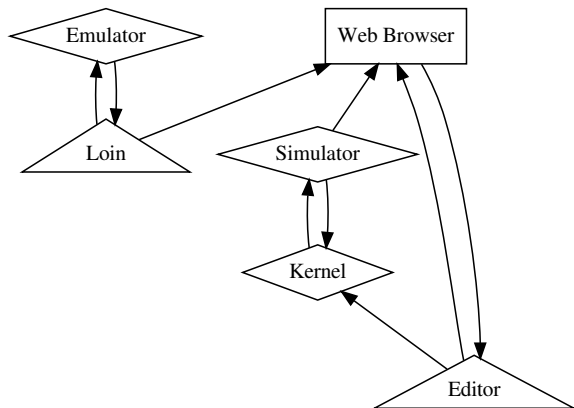 Emulator
Web Browser
Loin
Simulator
Kernel
Editor